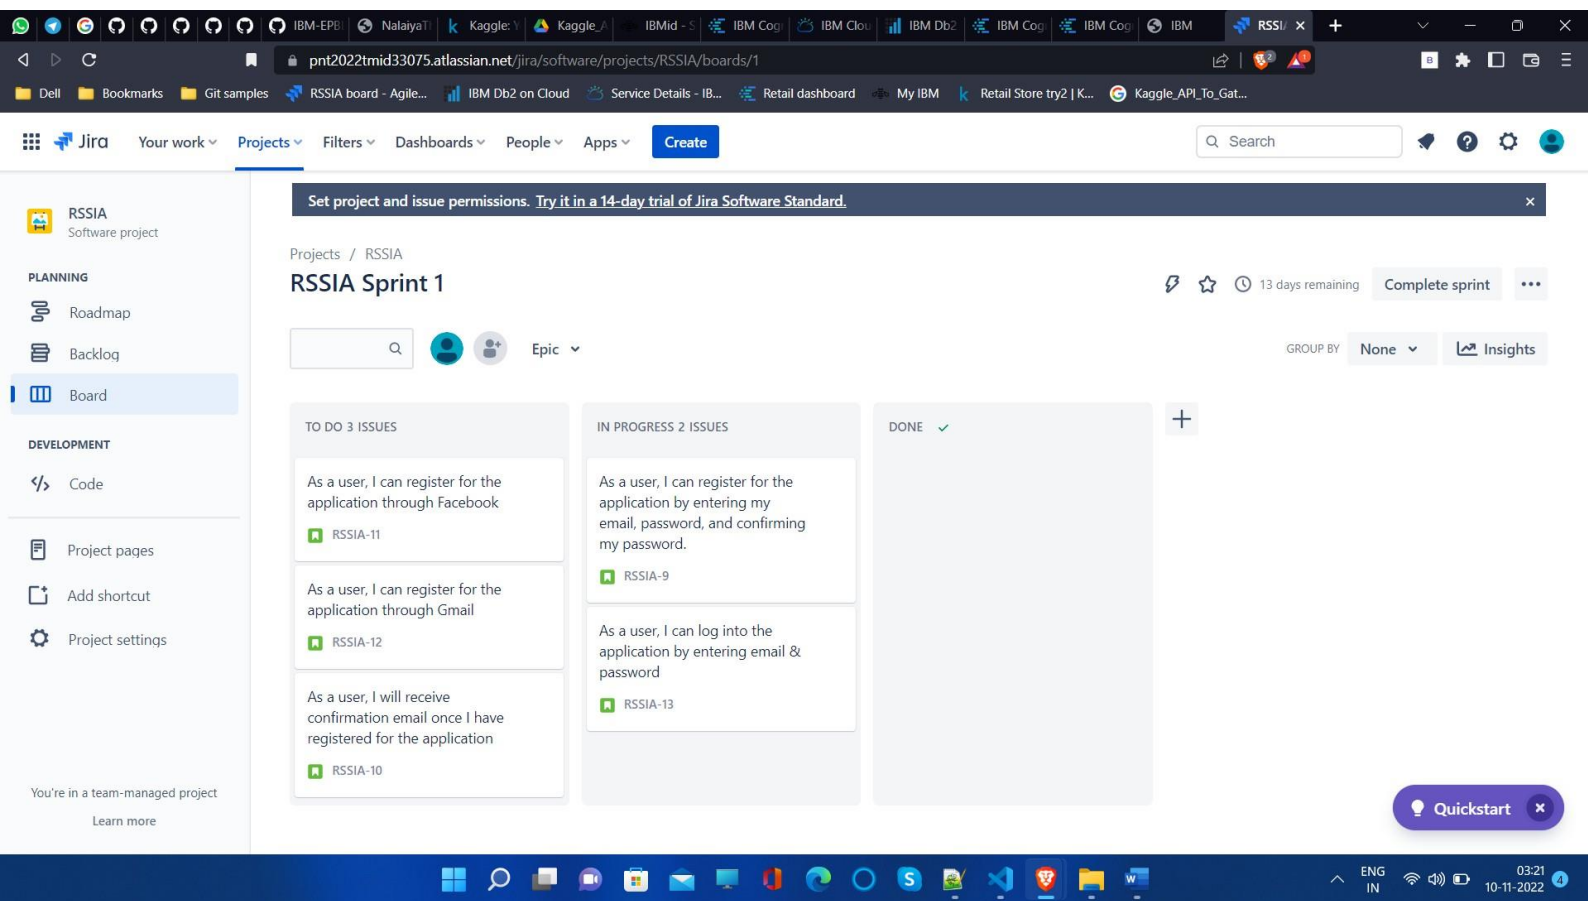 IBM-EPB
NalaiyaT
Kaggle: Y
Kaggle_A
IBMid - S
IBM Cog
IBM Clou
IBM Db2
IBM Cog
IBM Cog
IBM
RSSI
pnt2022tmid33075.atlassian.net/jira/software/projects/RSSIA/boards/1
Dell
Bookmarks
Git samples
RSSIA board - Agile...
IBM Db2 on Cloud
Service Details - IB...
Retail dashboard
My IBM
Retail Store try2 | K...
Kaggle_API_To_Gat...
Jira
Your work
Projects
Filters
Dashboards
People
Apps
Create
Search
RSSIA
Software project
PLANNING
Roadmap
Backlog
Board
DEVELOPMENT
Code
Project pages
Add shortcut
Project settings
You're in a team-managed project
Learn more
Set project and issue permissions. Try it in a 14-day trial of Jira Software Standard.
Projects / RSSIA
RSSIA Sprint 1
13 days remaining
Complete sprint
Epic
GROUP BY
None
Insights
TO DO 3 ISSUES
As a user, I can register for the
application through Facebook
RSSIA-11
As a user, I can register for the
application through Gmail
RSSIA-12
As a user, I will receive
confirmation email once I have
registered for the application
RSSIA-10
IN PROGRESS 2 ISSUES
As a user, I can register for the
application by entering my
email, password, and confirming
my password.
RSSIA-9
As a user, I can log into the
application by entering email &
password
RSSIA-13
DONE
Quickstart
ENG
IN
03:21
10-11-2022
4